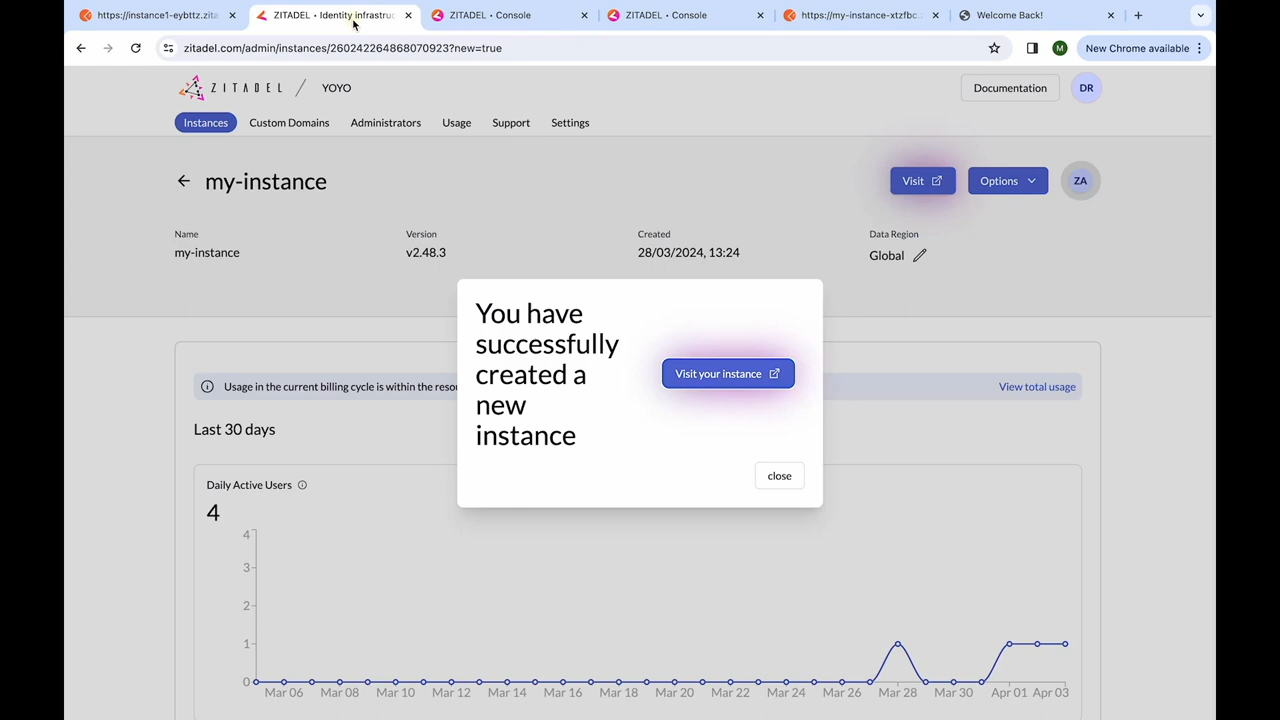 https://instance1-eybttz.zita
ZITADEL • Identity infrastruc
ZITADEL • Console
ZITADEL • Console
https://my-instance-xtzfbc.
Welcome Back!
zitadel.com/admin/instances/260242264868070923?new=true
M
New Chrome available
ZITADEL / YOYO
Documentation
DR
Instances
Custom Domains
Administrators
Usage
Support
Settings
my-instance
Visit
Options
ZA
Name
Version
Created
Data Region
my-instance
v2.48.3
28/03/2024, 13:24
Global
You have
successfully
created a
new
instance
Visit your instance
close
Usage in the current billing cycle is within the resou
View total usage
Last 30 days
Daily Active Users
4
4
3
2
1
0
Mar 06
Mar 08
Mar 10
Mar 12
Mar 14
Mar 16
Mar 18
Mar 20
Mar 22
Mar 24
Mar 26
Mar 28
Mar 30
Apr 01
Apr 03